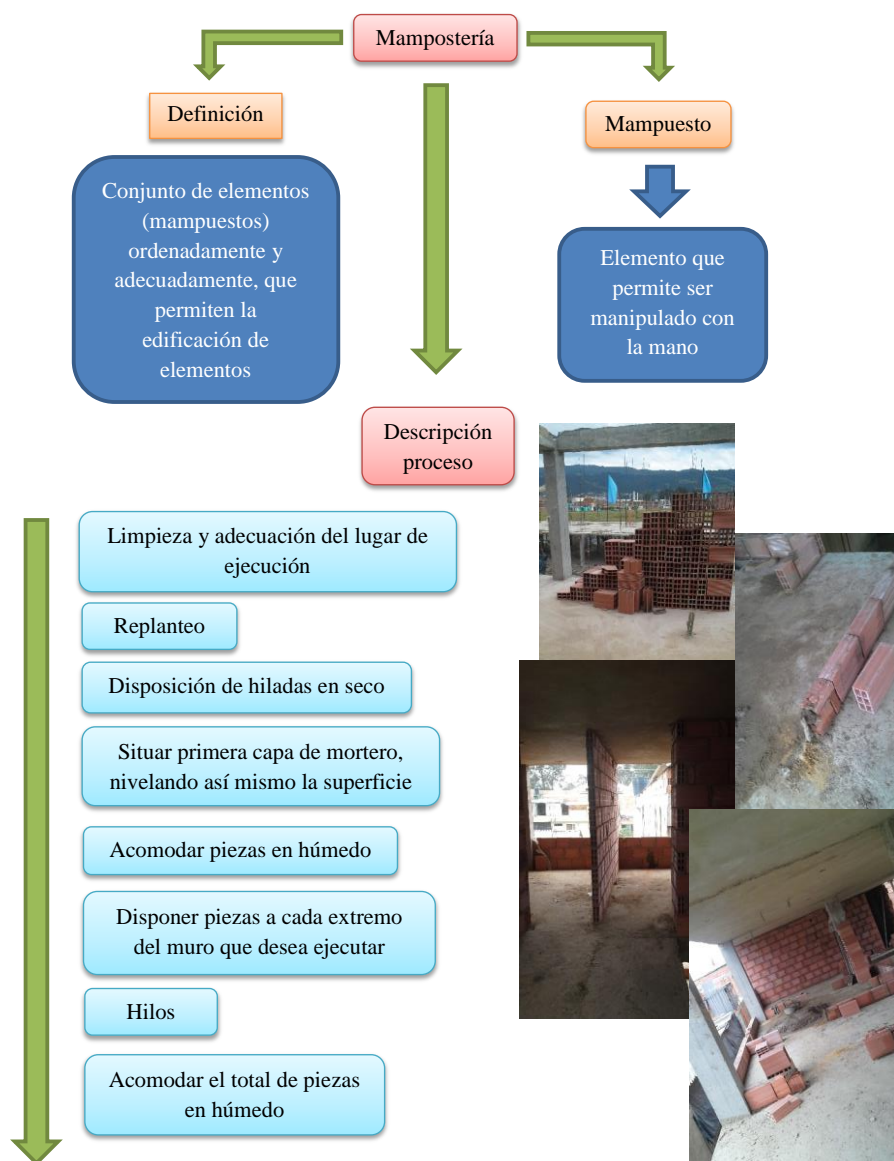 Mampostería
Definición
Mampuesto
Conjunto de elementos
(mampuestos)
ordenadamente y
adecuadamente, que
permiten la
edificación de
elementos
Elemento que
permite ser
manipulado con
la mano
Descripción
proceso
Limpieza y adecuación del lugar de
ejecución
Replanteo
Disposición de hiladas en seco
Situar primera capa de mortero,
nivelando así mismo la superficie
Acomodar piezas en húmedo
Disponer piezas a cada extremo
del muro que desea ejecutar
Hilos
Acomodar el total de piezas
en húmedo